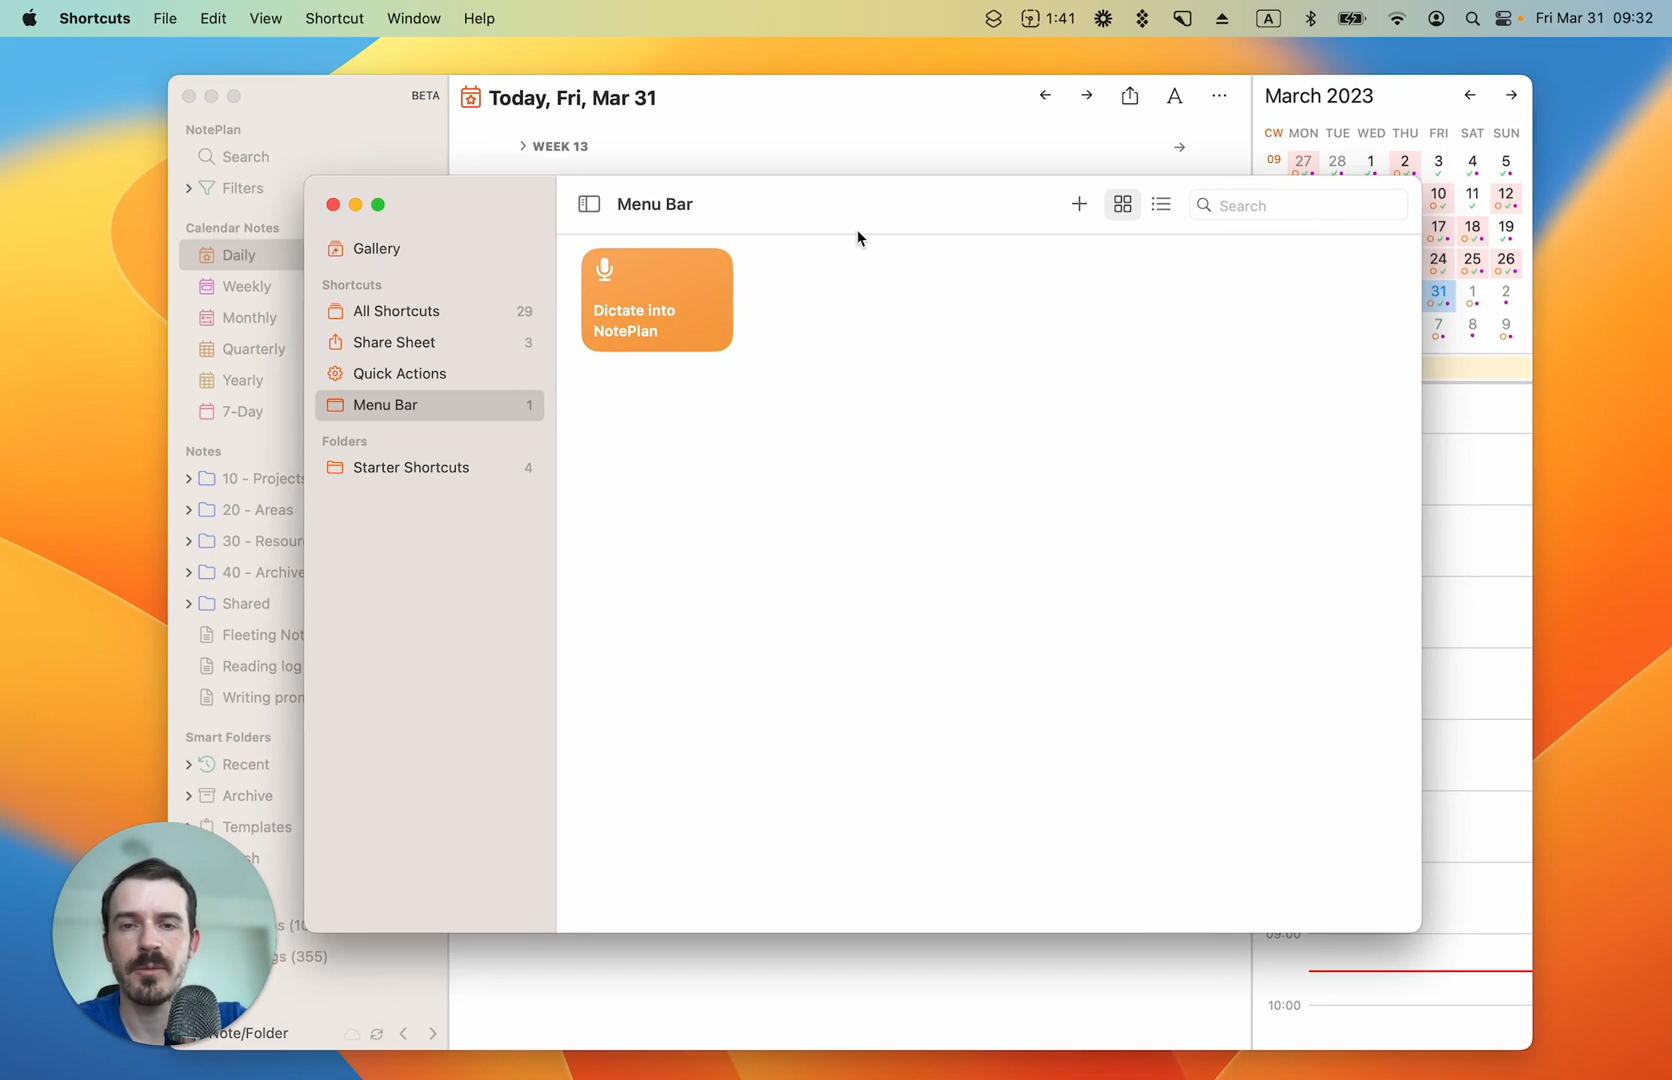 Shortcuts File Edit View Shortcut Window Help
1:41 A Fri Mar 31 09:32
BETA
NotePlan
Search
Filters
Calendar Notes
Daily
Weekly
Monthly
Quarterly
Yearly
7-Day
Notes
10 - Projects
20 - Areas
30 - Resour
40 - Archive
Shared
Fleeting Not
Reading log
Writing pron
Smart Folders
Recent
Archive
Templates
sh
s (10
gs (355)
Note/Folder
Today, Fri, Mar 31
WEEK 13
Gallery
Shortcuts
All Shortcuts 29
Share Sheet 3
Quick Actions
Menu Bar 1
Folders
Starter Shortcuts 4
Menu Bar
Search
Dictate into
NotePlan
March 2023
CW MON TUE WED THU FRI SAT SUN
09 27 28 1 2 3 4 5
10 11 12
17 18 19
24 25 26
31 1 2
7 8 9
09:00
10:00